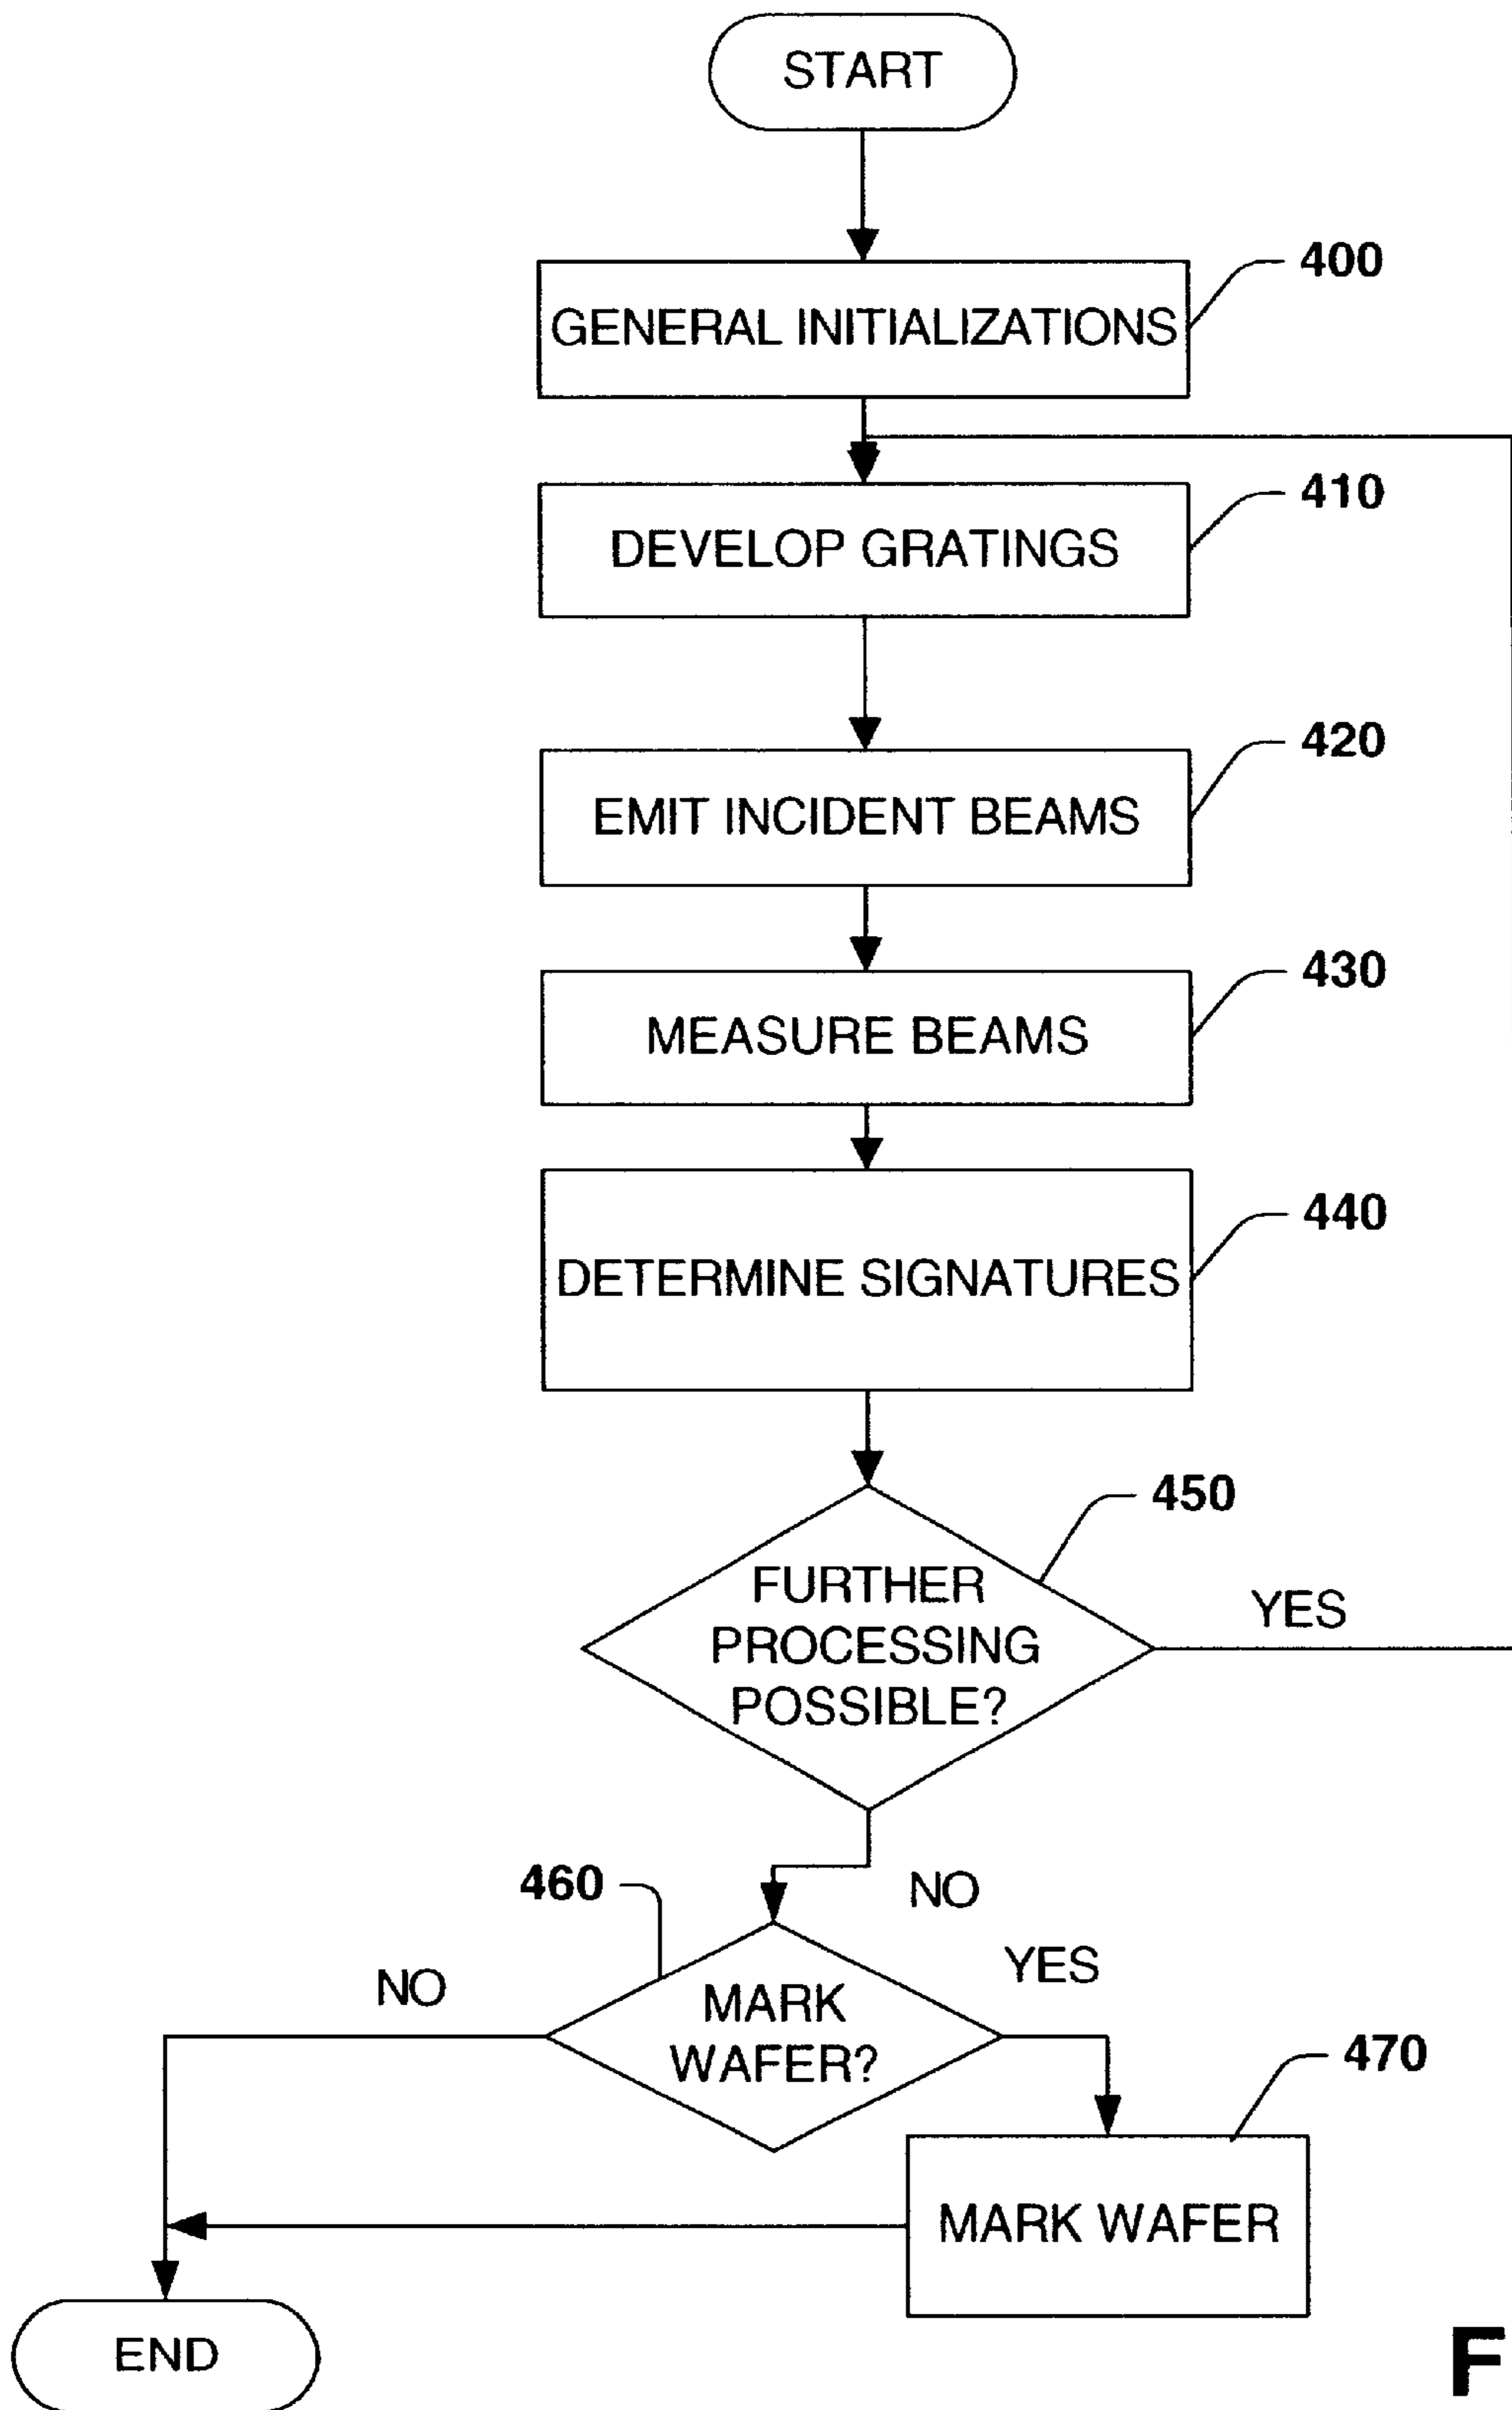 START
400
GENERAL INITIALIZATIONS
410
DEVELOP GRATINGS
420
EMIT INCIDENT BEAMS
430
MEASURE BEAMS
440
DETERMINE SIGNATURES
450
FURTHER
PROCESSING
POSSIBLE?
YES
460
NO
NO
YES
MARK
WAFER?
470
MARK WAFER
END
F